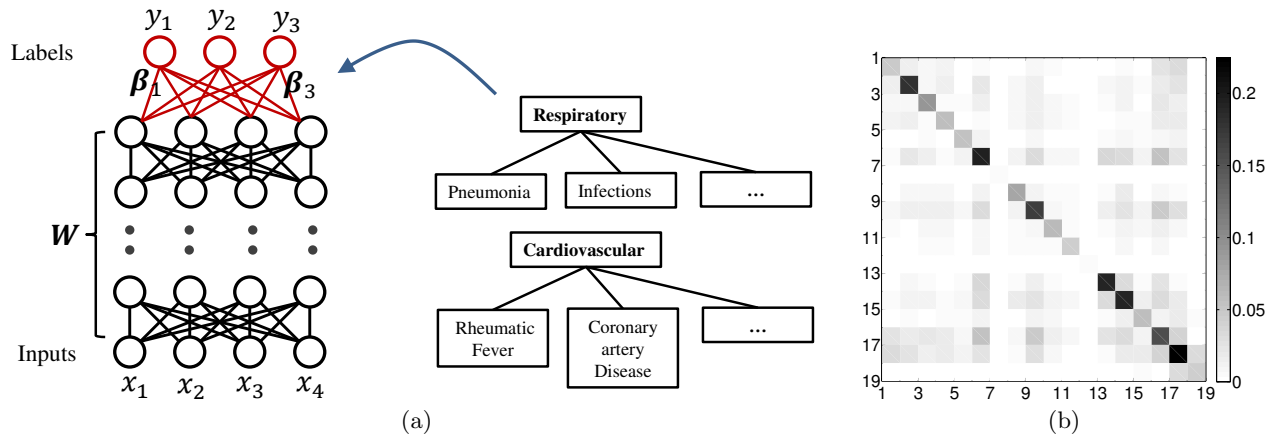 y₁ y₂ y₃
Labels
β₁ β₃
W
Inputs
x₁ x₂ x₃ x₄
Respiratory
Pneumonia
Infections
...
Cardiovascular
Rheumatic
Fever
Coronary
artery
Disease
...
(a)
1
3
5
7
9
11
13
15
17
19
1 3 5 7 9 11 13 15 17 19
0.2
0.15
0.1
0.05
0
(b)